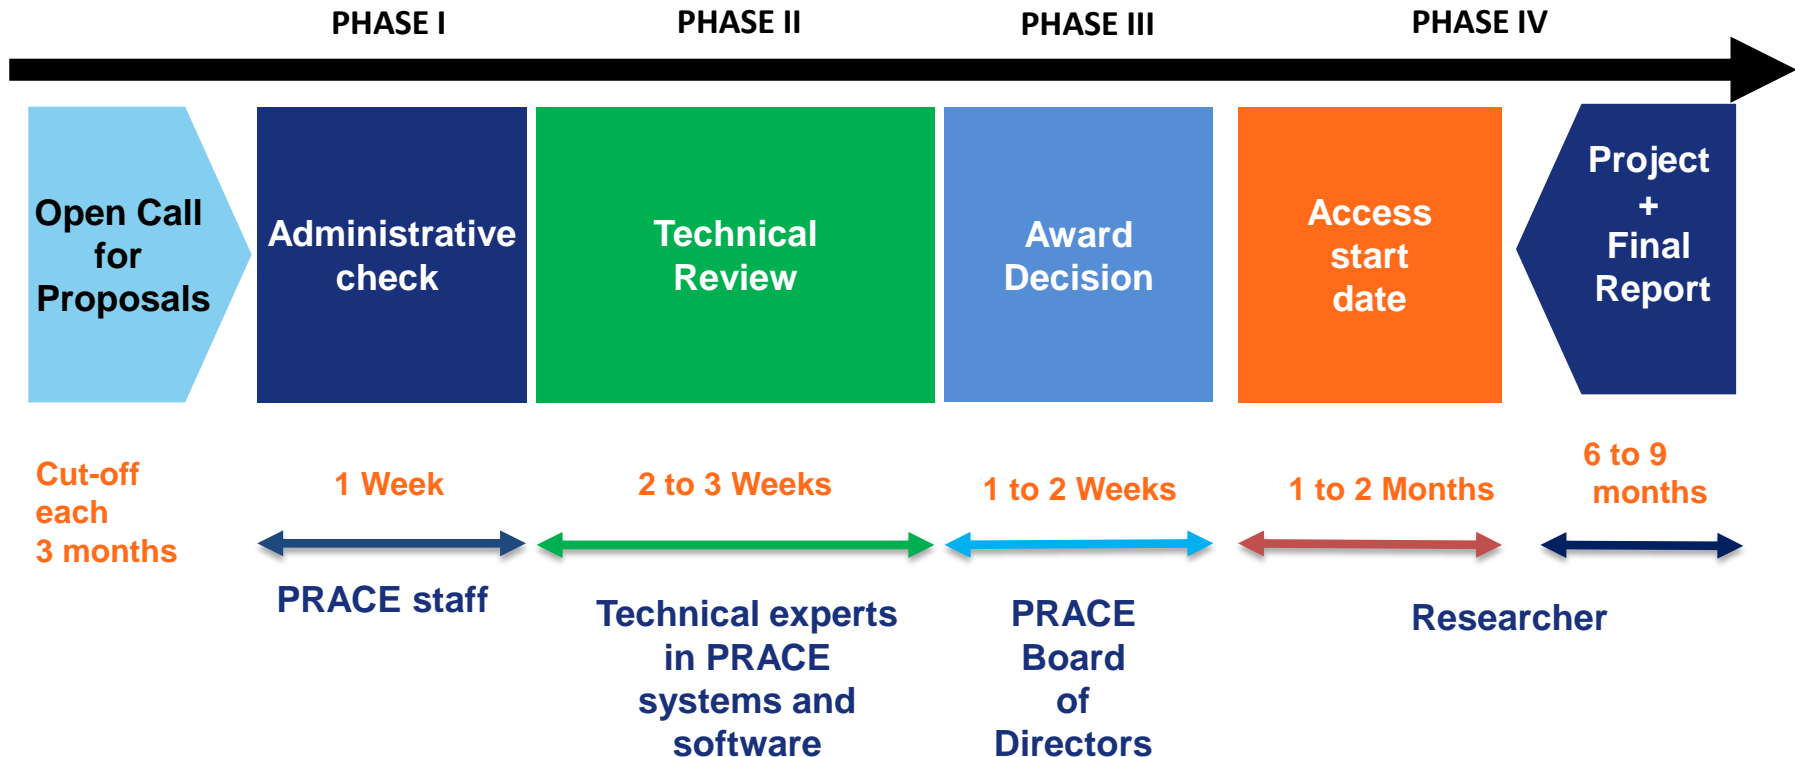 PHASE I
PHASE II
PHASE III
PHASE IV
Open Call
for
Proposals
Administrative
check
Technical
Review
Award
Decision
Access
start
date
Project
+
Final
Report
Cut-off
each
3 months
1 Week
2 to 3 Weeks
1 to 2 Weeks
1 to 2 Months
6 to 9
months
PRACE staff
Technical experts
in PRACE
systems and
software
PRACE
Board
of
Directors
Researcher